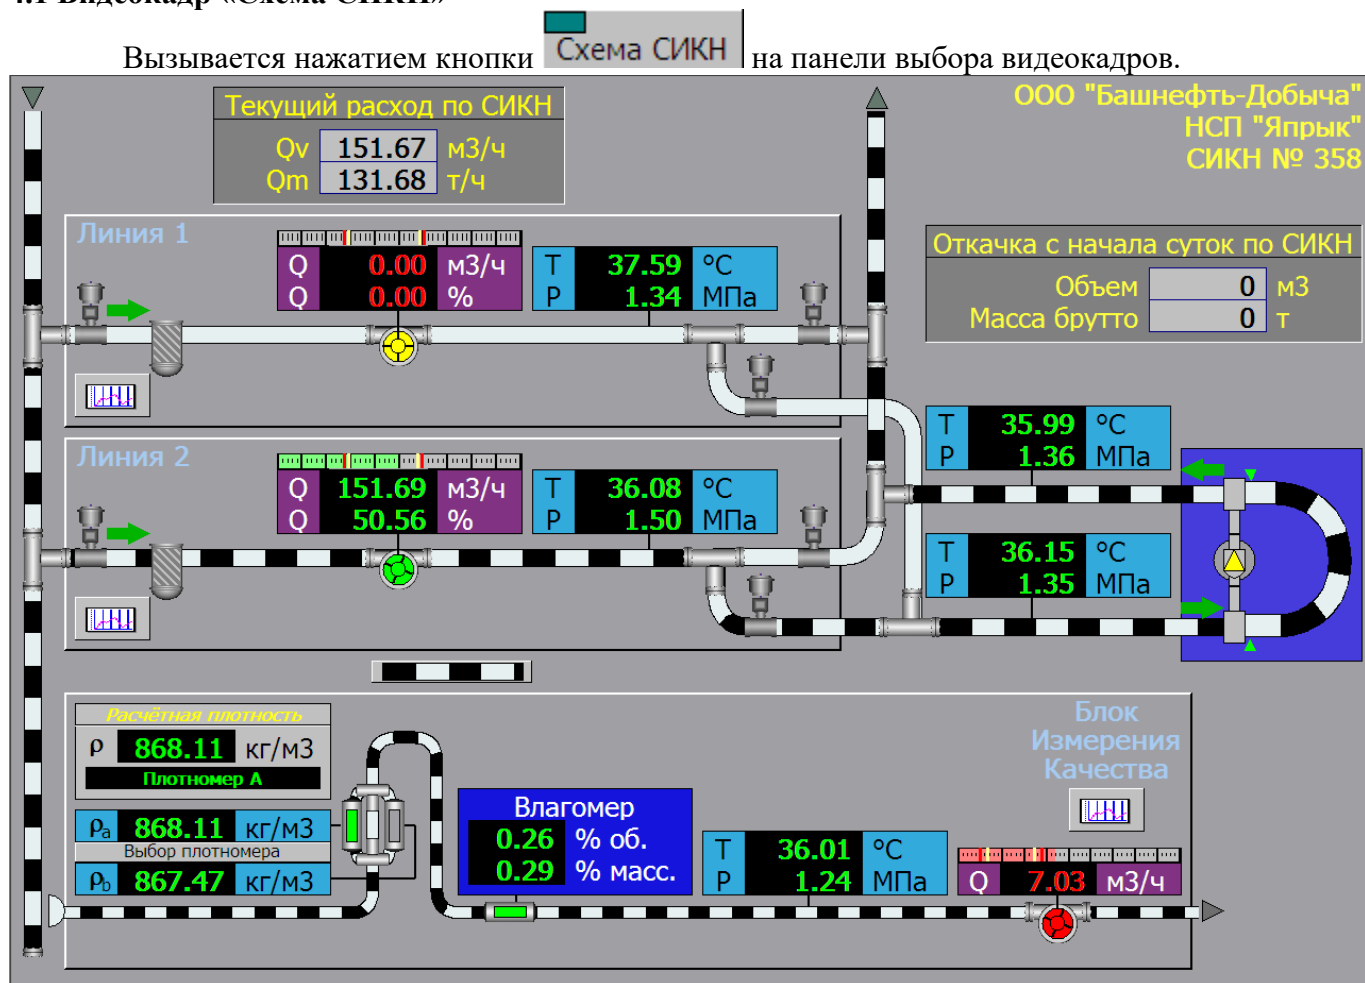 4.1 Видеокадр «Схема СИКН»
Вызывается нажатием кнопки Схема СИКН на панели выбора видеокадров.
ООО "Башнефть-Добыча"
НСП "Япрык"
СИКН № 358
Текущий расход по СИКН
Qv 151.67 м3/ч
Qm 131.68 т/ч
Линия 1
Q 0.00 м3/ч
Q 0.00 %
T 37.59 °C
P 1.34 МПа
Откачка с начала суток по СИКН
Объем 0 м3
Масса брутто 0 т
Линия 2
Q 151.69 м3/ч
Q 50.56 %
T 36.08 °C
P 1.50 МПа
T 35.99 °C
P 1.36 МПа
T 36.15 °C
P 1.35 МПа
Расчётная плотность
ρ 868.11 кг/м3
Плотномер А
ρa 868.11 кг/м3
Выбор плотномера
ρb 867.47 кг/м3
Влагомер
0.26 % об.
0.29 % масс.
T 36.01 °C
P 1.24 МПа
Блок
Измерения
Качества
Q 7.03 м3/ч